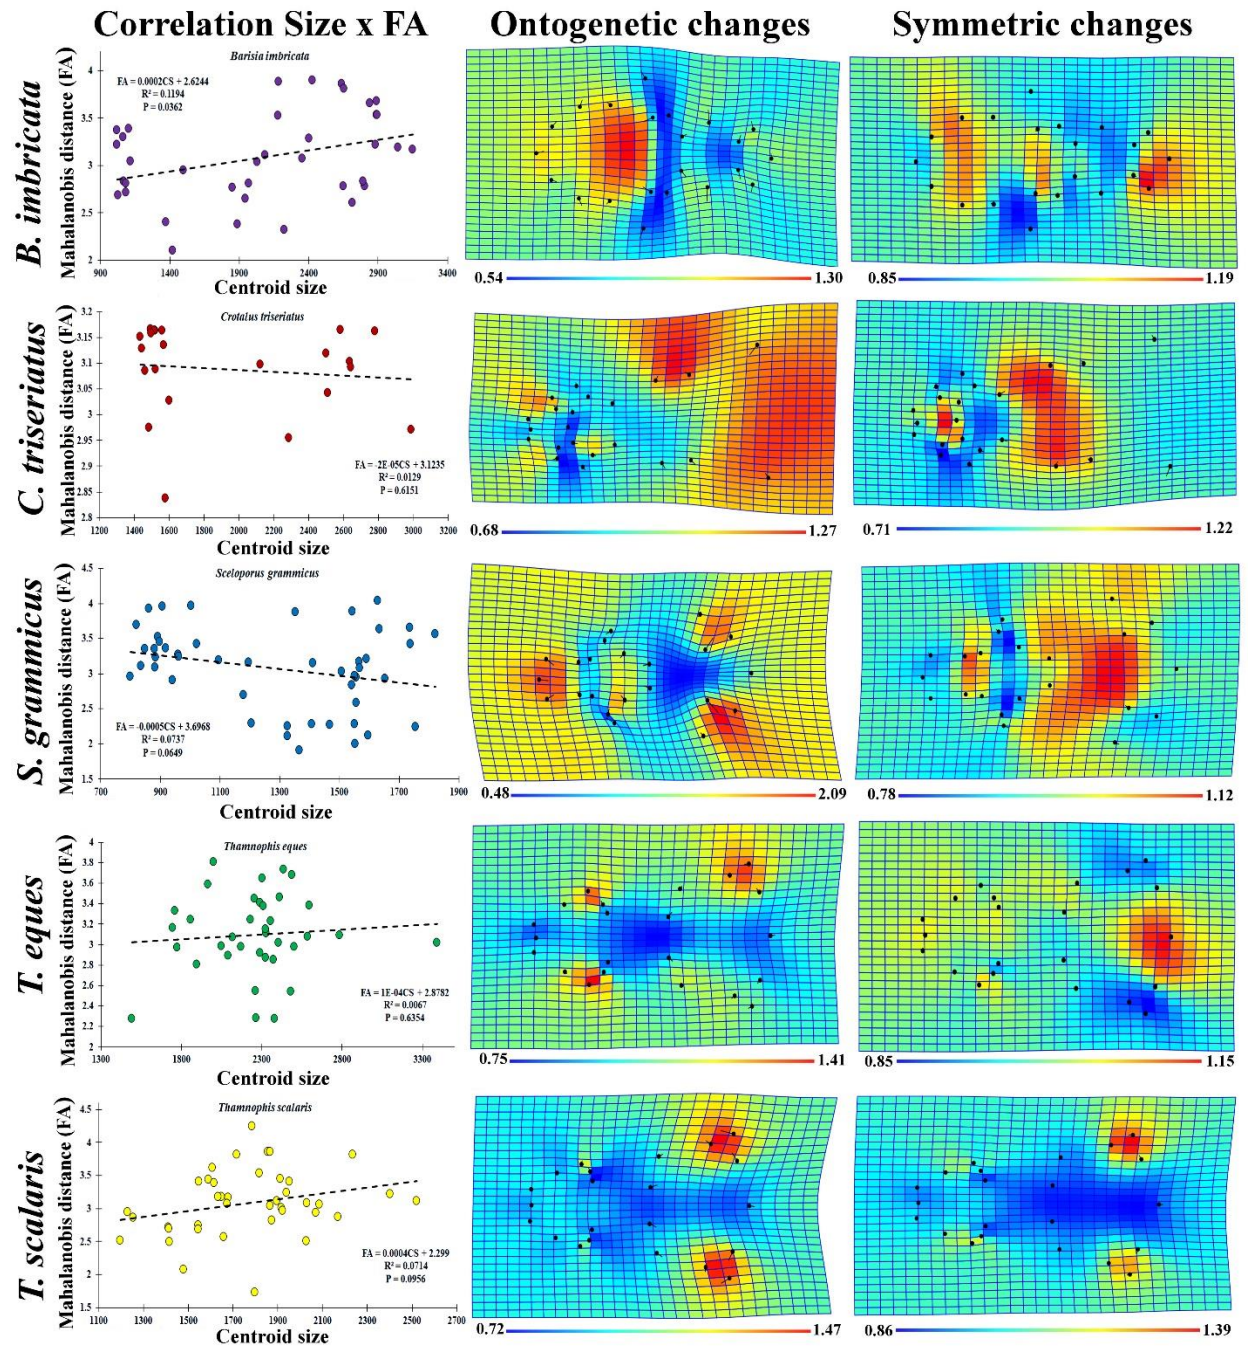 Correlation Size x FA
Ontogenetic changes
Symmetric changes
B. imbricata
Mahalanobis distance (FA)
Barisia imbricata
FA = 0.0002CS + 2.6244
R² = 0.1194
P = 0.0362
4
3.5
3
2.5
2
900
1400
1900
2400
2900
3400
Centroid size
0.54
1.30
0.85
1.19
C. triseriatus
Mahalanobis distance (FA)
Crotalus triseriatus
3.2
3.15
3.1
3.05
3
2.95
2.9
2.85
2.8
FA = -2E-05CS + 3.1235
R² = 0.0129
P = 0.6151
1200
1400
1600
1800
2000
2200
2400
2600
2800
3000
3200
Centroid size
0.68
1.27
0.71
1.22
S. grammicus
Mahalanobis distance (FA)
Sceloporus grammicus
4.5
4
3.5
3
2.5
2
1.5
FA = -0.0005CS + 3.6968
R² = 0.0737
P = 0.0649
700
900
1100
1300
1500
1700
1900
Centroid size
0.48
2.09
0.78
1.12
T. eques
Mahalanobis distance (FA)
Thamnophis eques
4
3.8
3.6
3.4
3.2
3
2.8
2.6
2.4
2.2
2
FA = 1E-04CS + 2.8782
R² = 0.0067
P = 0.6354
1300
1800
2300
2800
3300
Centroid size
0.75
1.41
0.85
1.15
T. scalaris
Mahalanobis distance (FA)
Thamnophis scalaris
4.5
4
3.5
3
2.5
2
1.5
FA = 0.0004CS + 2.299
R² = 0.0714
P = 0.0956
1100
1300
1500
1700
1900
2100
2300
2500
2700
Centroid size
0.72
1.47
0.86
1.39